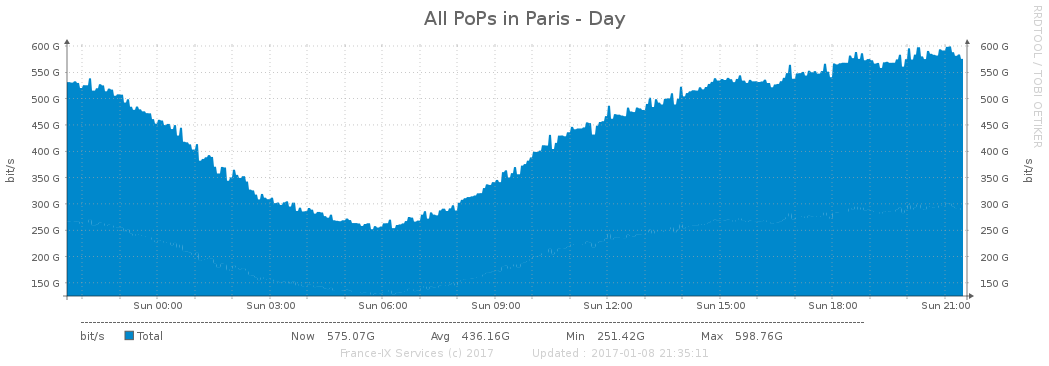 All PoPs in Paris - Day
RRDTOOL / TOBI OETIKER
bit/s
600 G
550 G
500 G
450 G
400 G
350 G
300 G
250 G
200 G
150 G
600 G
550 G
500 G
450 G
400 G
350 G
300 G
250 G
200 G
150 G
bit/s
Sun 00:00 Sun 03:00 Sun 06:00 Sun 09:00 Sun 12:00 Sun 15:00 Sun 18:00 Sun 21:00
bit/s Total Now 575.07G Avg 436.16G Min 251.42G Max 598.76G
France-IX Services (c) 2017 Updated : 2017-01-08 21:35:11